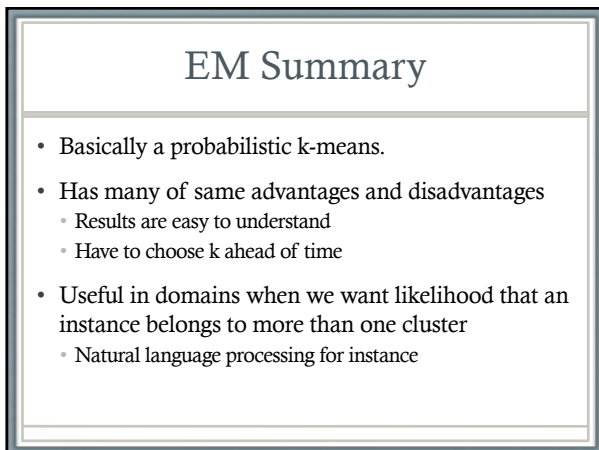 EM Summary
• Basically a probabilistic k-means.
• Has many of same advantages and disadvantages
• Results are easy to understand
• Have to choose k ahead of time
• Useful in domains when we want likelihood that an
instance belongs to more than one cluster
• Natural language processing for instance